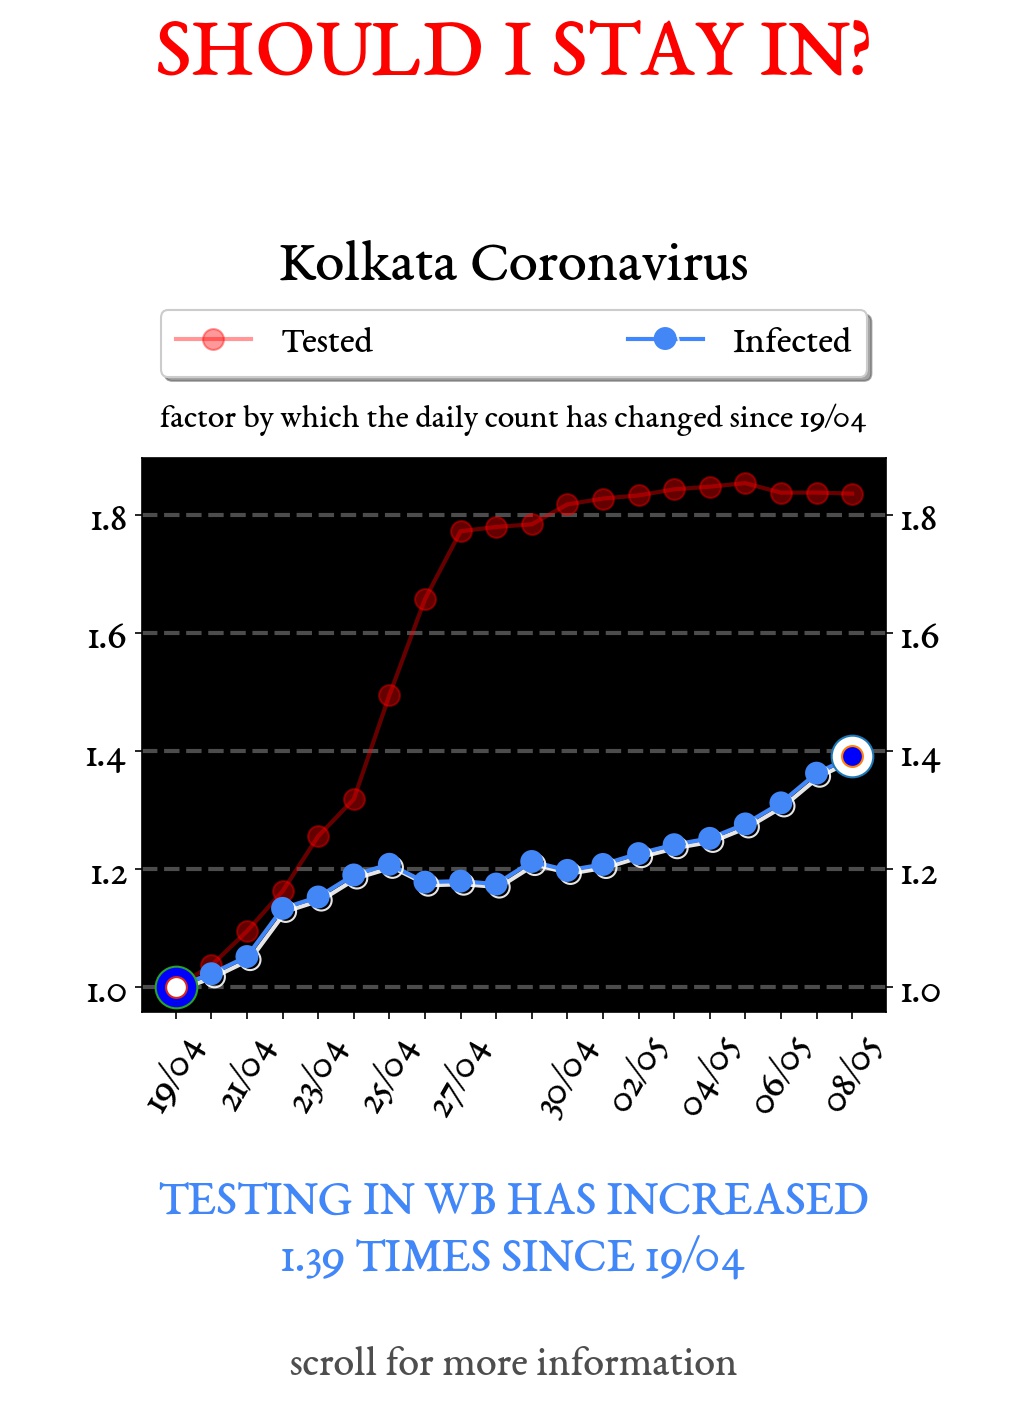 SHOULD I STAY IN?
Kolkata Coronavirus
Tested Infected
factor by which the daily count has changed since 19/04
1.8 1.8
1.6 1.6
1.4 1.4
1.2 1.2
1.0 1.0
19/04 21/04 23/04 25/04 27/04 30/04 02/05 04/05 06/05 08/05
TESTING IN WB HAS INCREASED
1.39 TIMES SINCE 19/04
scroll for more information